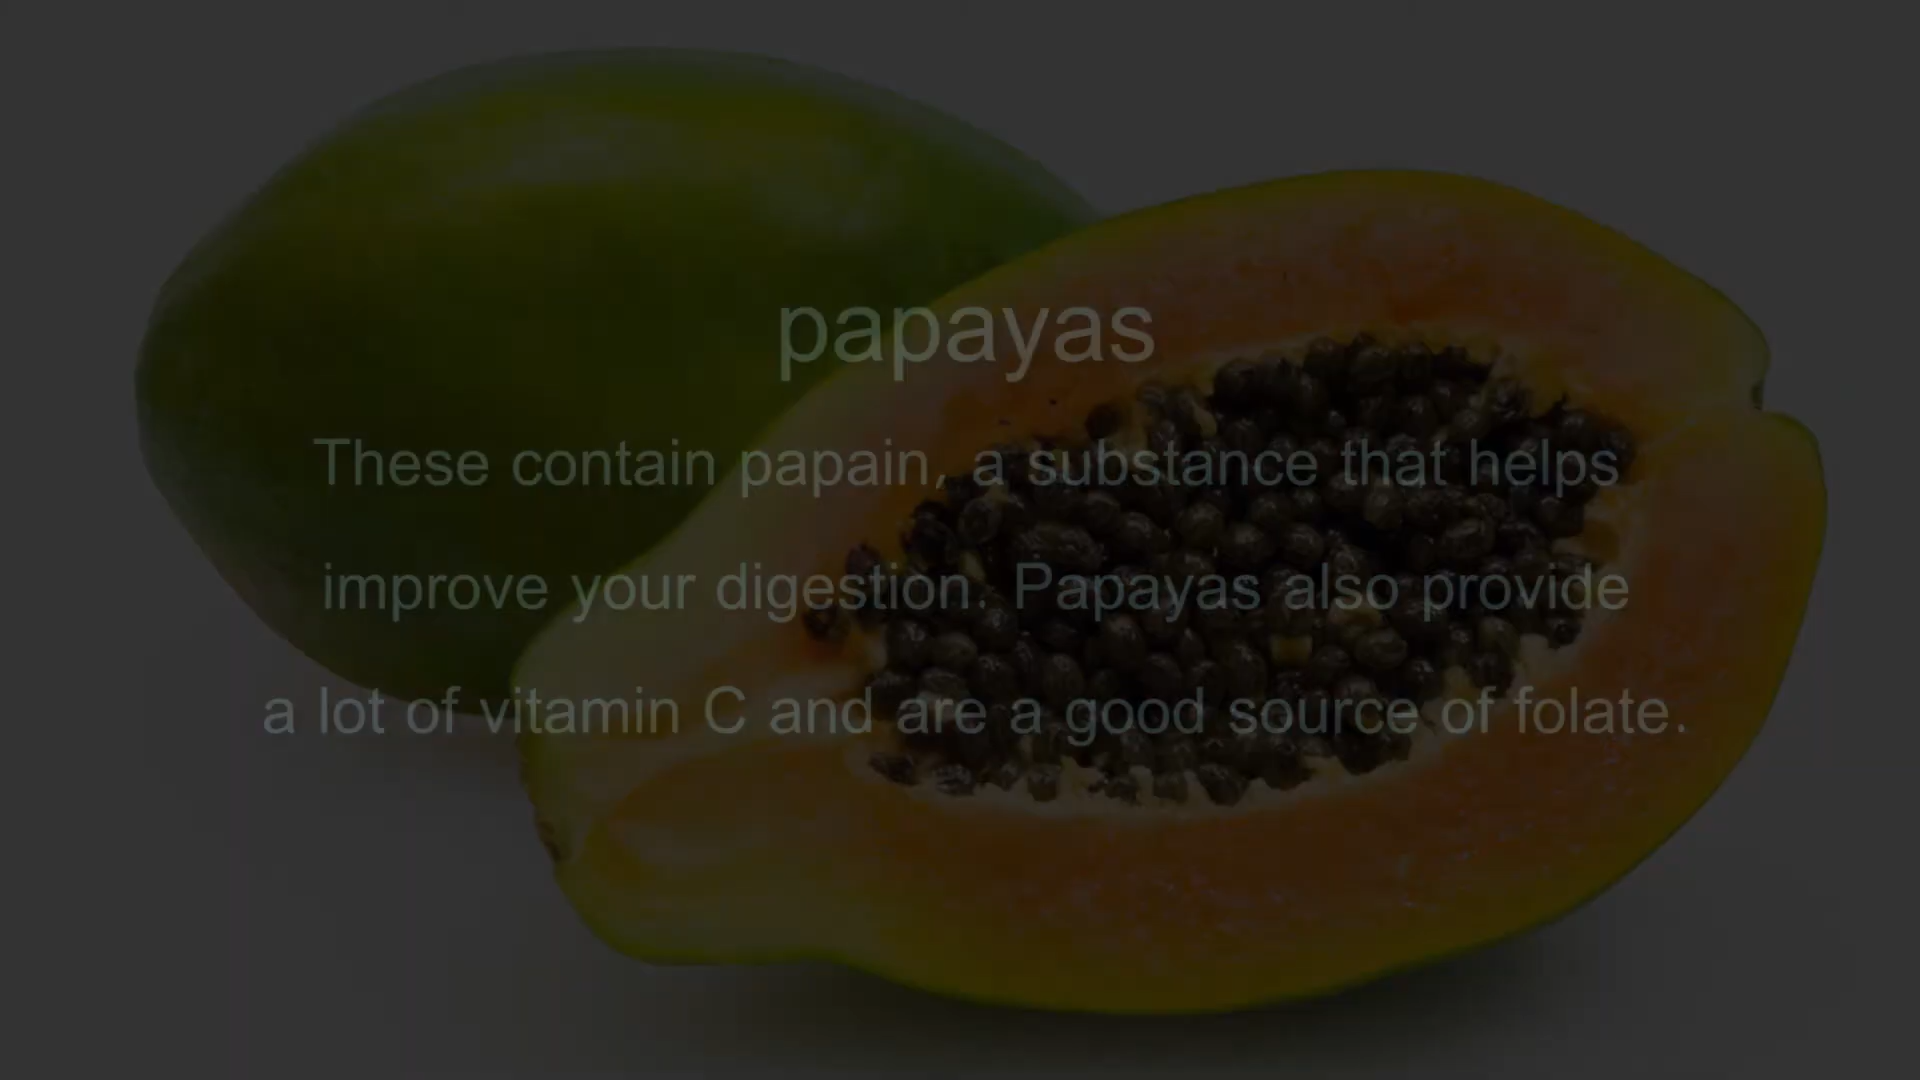 papayas
These contain papain, a substance that helps
improve your digestion. Papayas also provide
a lot of vitamin C and are a good source of folate.